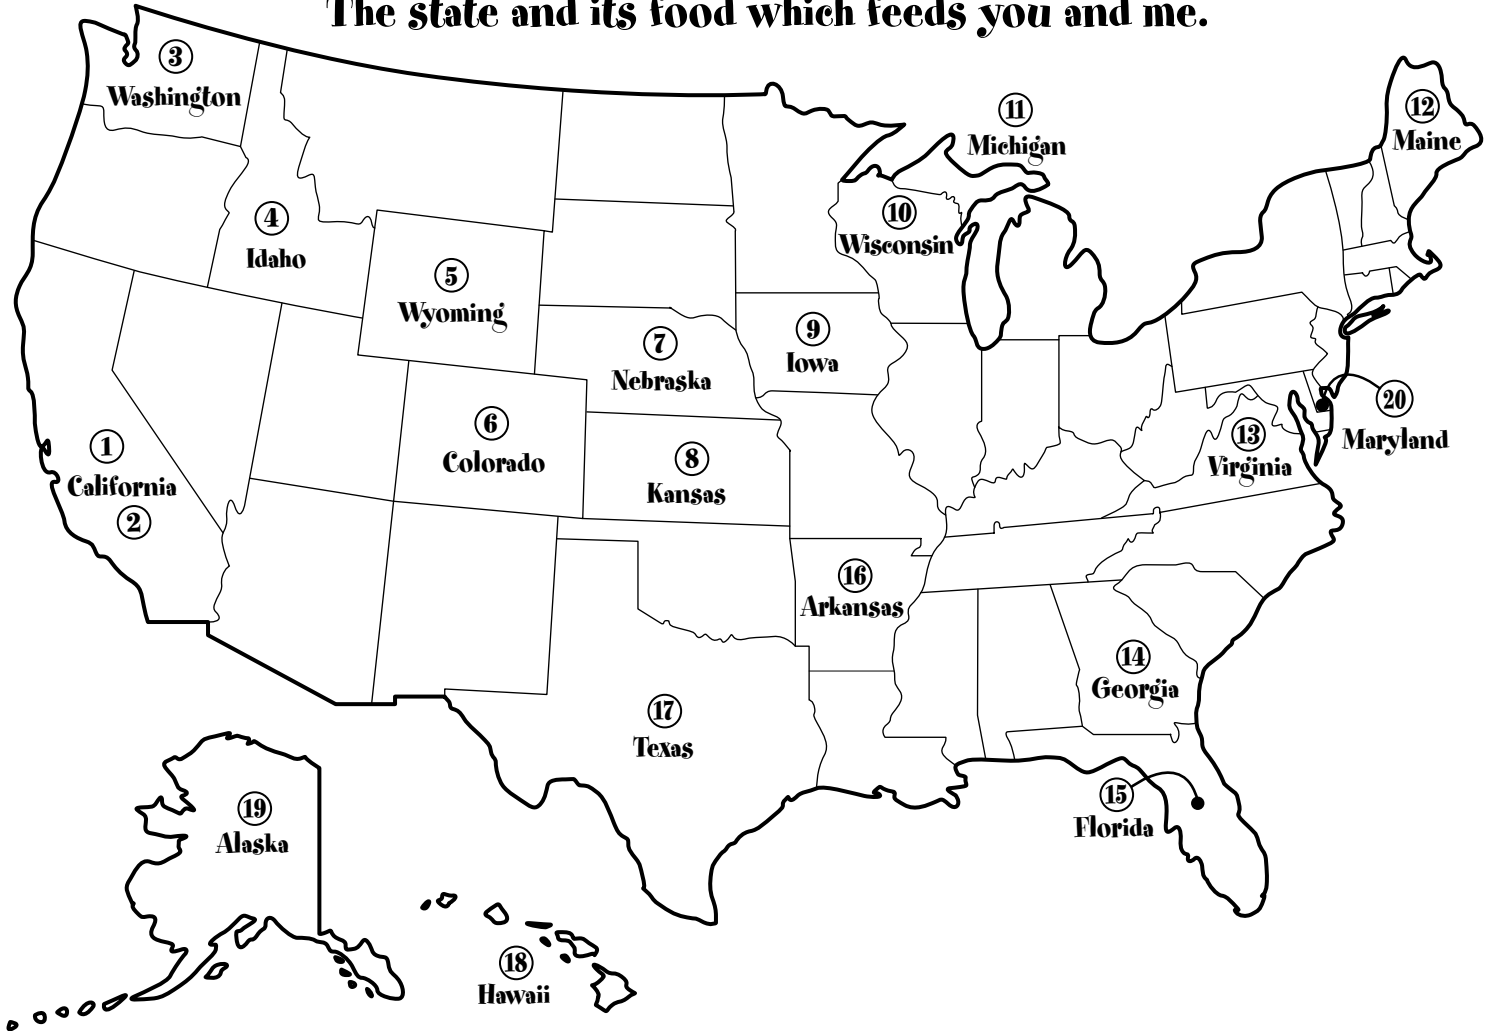 The state and its food which feeds you and me.
3
Washington
11
Michigan
12
Maine
4
Idaho
10
Wisconsin
5
Wyoming
9
Iowa
7
Nebraska
20
Maryland
6
Colorado
13
Virginia
1
California
2
8
Kansas
16
Arkansas
14
Georgia
17
Texas
15
Florida
19
Alaska
18
Hawaii